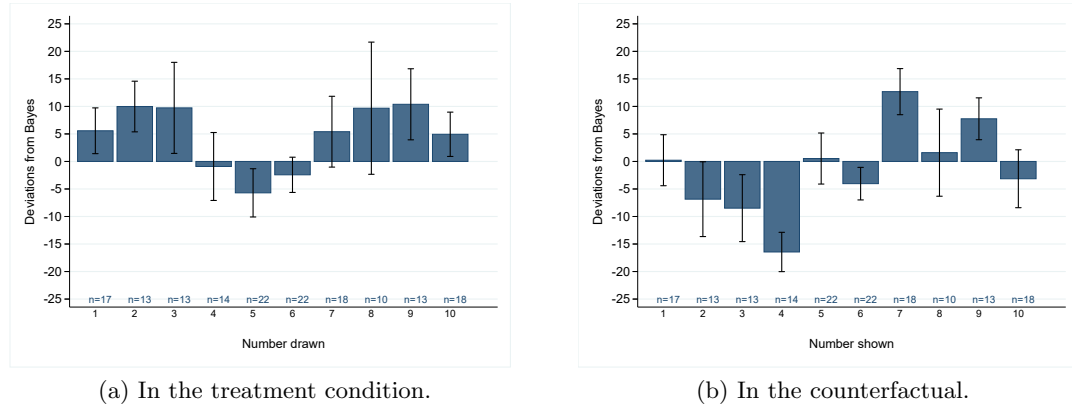 25
20
15
10
5
0
-5
-10
-15
-20
-25
Deviations from Bayes
n=17 n=13 n=13 n=14 n=22 n=22 n=18 n=10 n=13 n=18
1 2 3 4 5 6 7 8 9 10
Number drawn
(a) In the treatment condition.
25
20
15
10
5
0
-5
-10
-15
-20
-25
Deviations from Bayes
n=17 n=13 n=13 n=14 n=22 n=22 n=18 n=10 n=13 n=18
1 2 3 4 5 6 7 8 9 10
Number shown
(b) In the counterfactual.